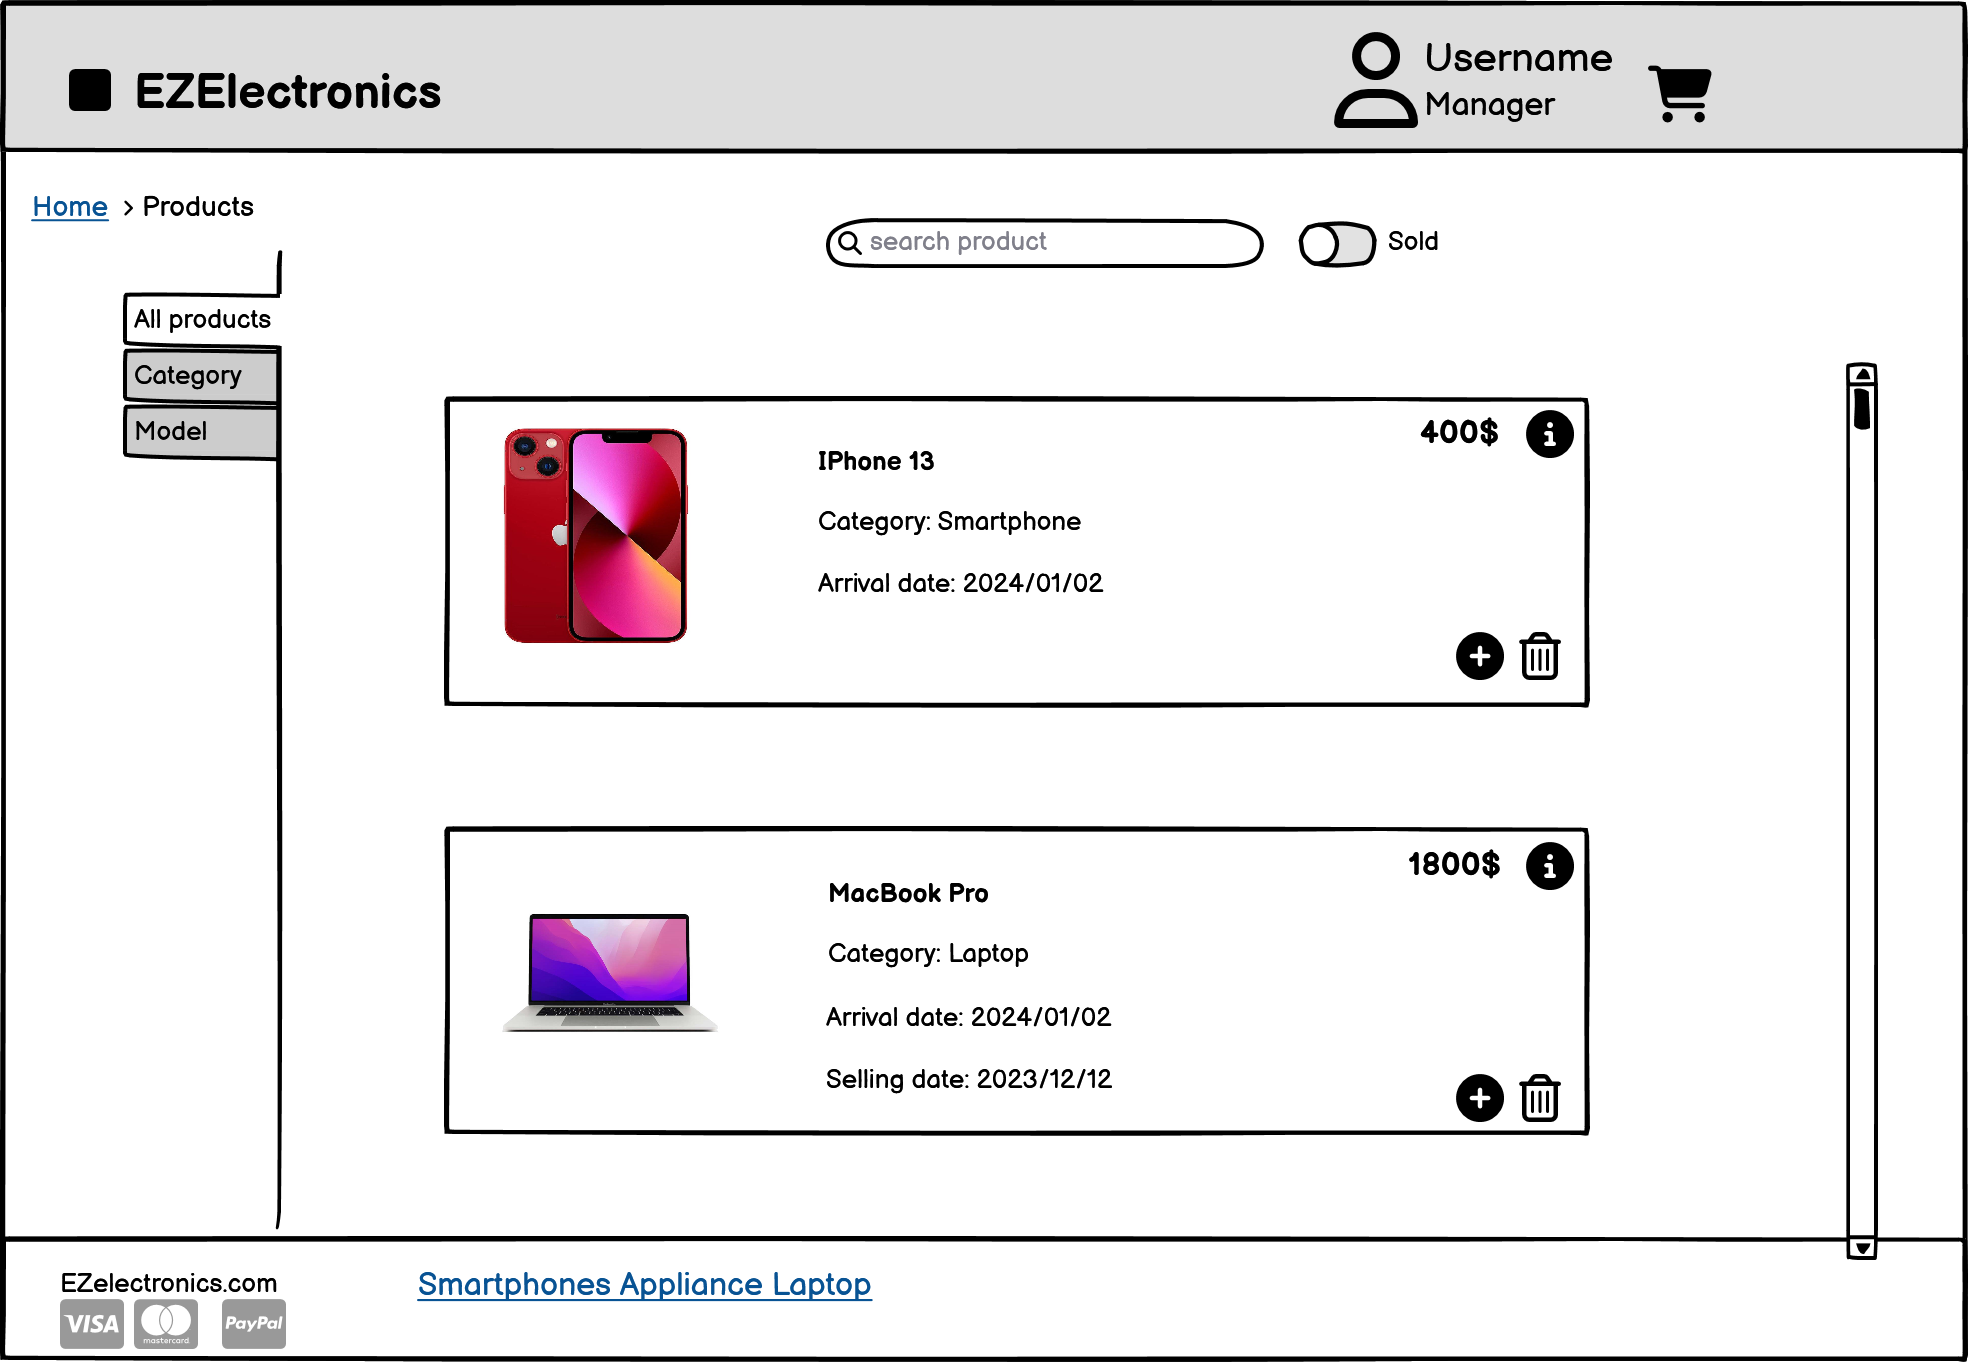 EZElectronics
Username
Manager
Home > Products
search product
Sold
All products
Category
Model
400$
IPhone 13
Category: Smartphone
Arrival date: 2024/01/02
1800$
MacBook Pro
Category: Laptop
Arrival date: 2024/01/02
Selling date: 2023/12/12
EZelectronics.com
Smartphones Appliance Laptop
VISA
mastercard
PayPal